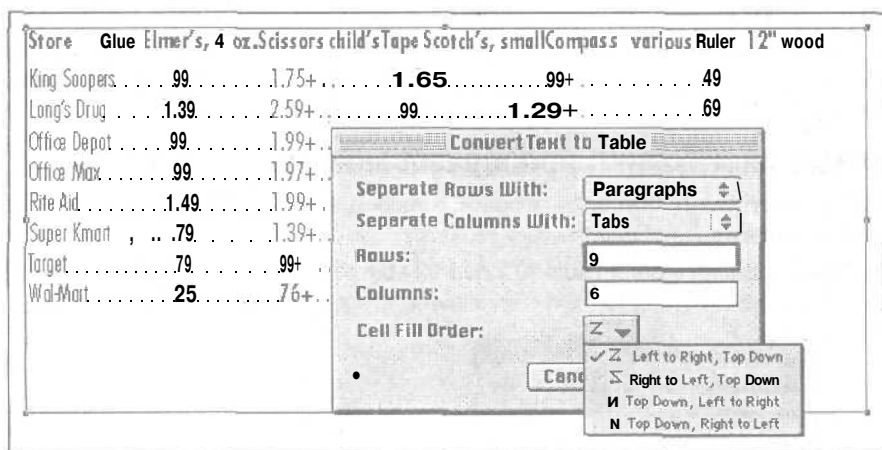 Store Glue Elmer's, 4 oz. Scissors child's Tape Scotch's, small Compass various Ruler 12" wood
King Soopers. . . . . .99. . . . . . . .1.75+. . . . . . . .1.65. . . . . . . . . .99+. . . . . . . . . .49
Long's Drug . . . . 1.39. . . . . . . 2.59+. . . . . . . .99. . . . . . . . . .1.29+. . . . . . . . . .69
Office Depot . . . . .99. . . . . . . .1.99+. .
Office Max. . . . . . .99. . . . . . . .1.97+. .
Rite Aid. . . . . . . . .1.49. . . . . . .1.99+. .
Super Kmart , .. .79. . . . . . .1.39+. .
Target. . . . . . . . . .79. . . . . . . .99+
Wal-Mart. . . . . . . .25. . . . . . . .76+. .
Convert Text to Table
Separate Rows With: Paragraphs
Separate Columns With: Tabs
Rows: 9
Columns: 6
Cell Fill Order: Z
Canc
Z Left to Right, Top Down
Right to Left, Top Down
И Top Down, Left to Right
N Top Down, Right to Left